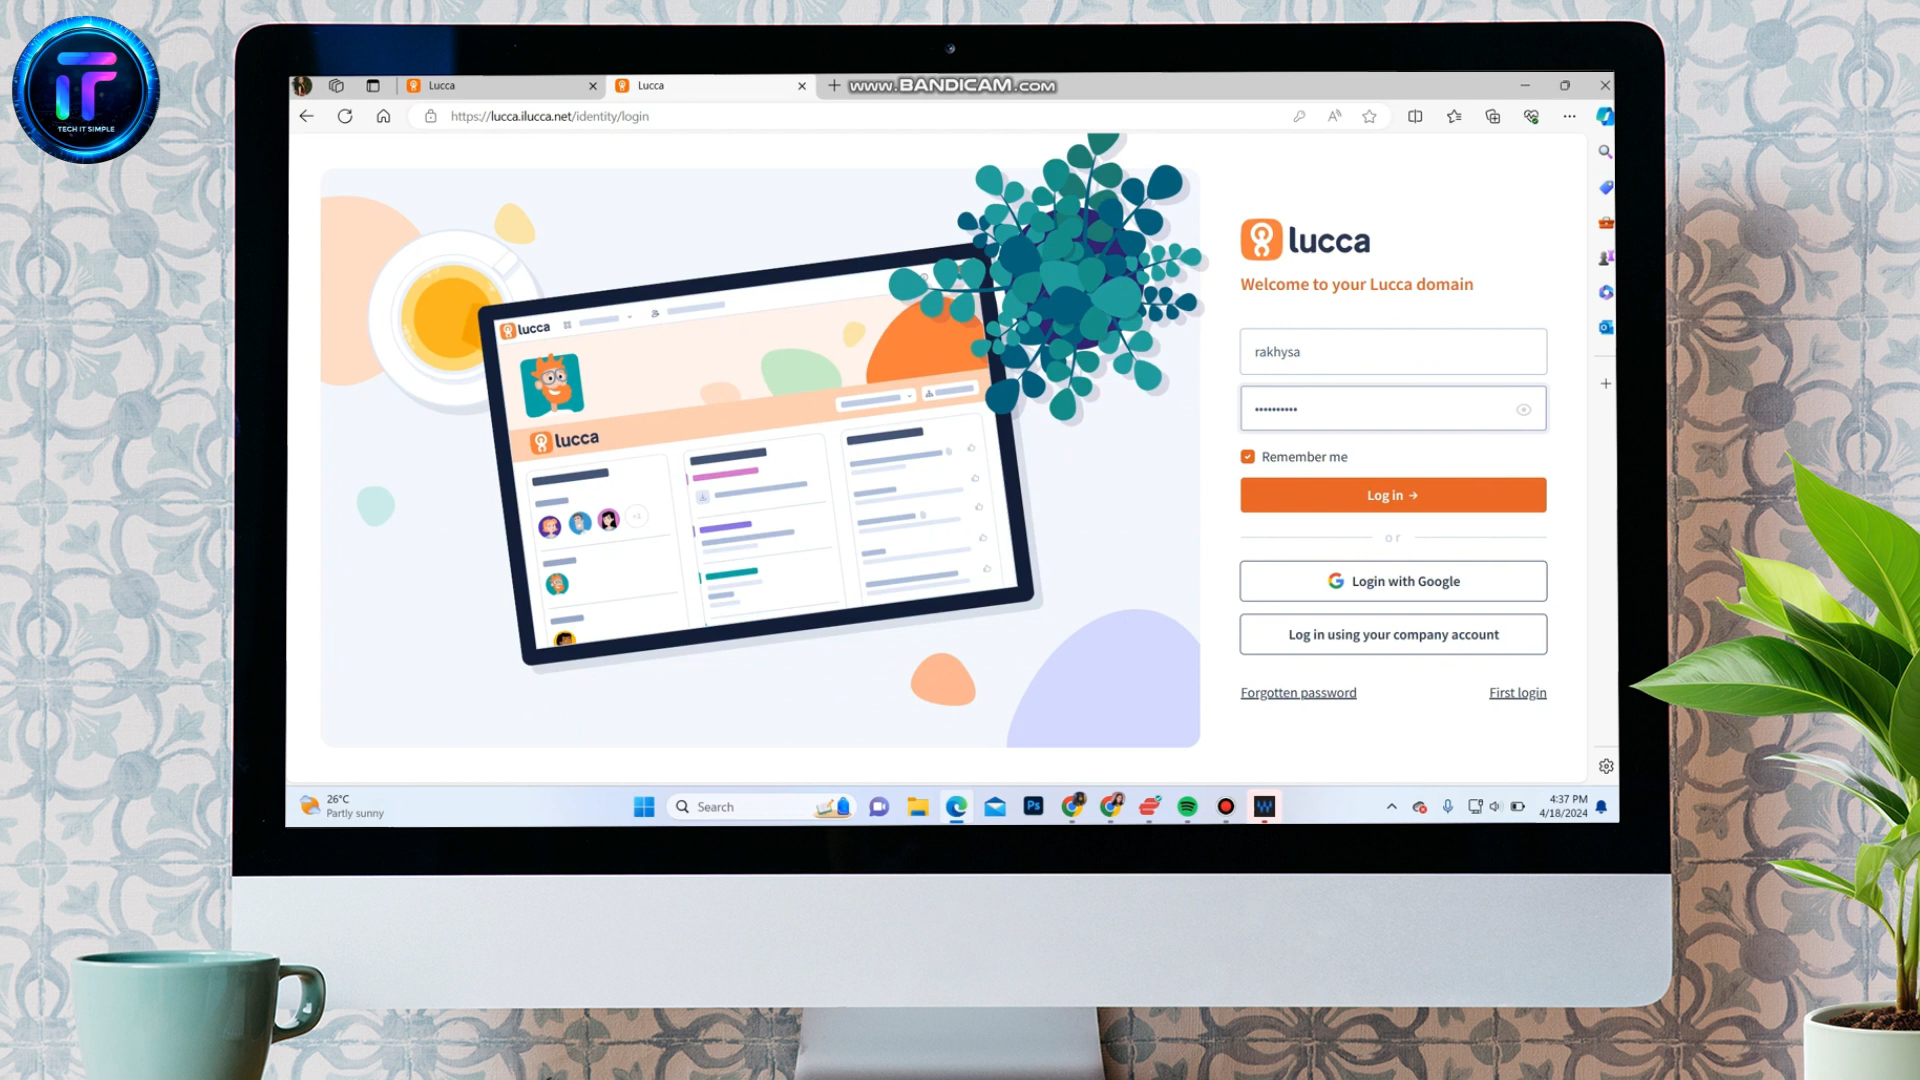 TECH IT SIMPLE
Lucca
Lucca
www.BANDICAM.com
https://lucca.ilucca.net/identity/login
lucca
Welcome to your Lucca domain
rakhysa
Remember me
Log in →
or
Login with Google
Log in using your company account
Forgotten password
First login
lucca
lucca
26°C
Partly sunny
Search
Ps
4:37 PM
4/18/2024